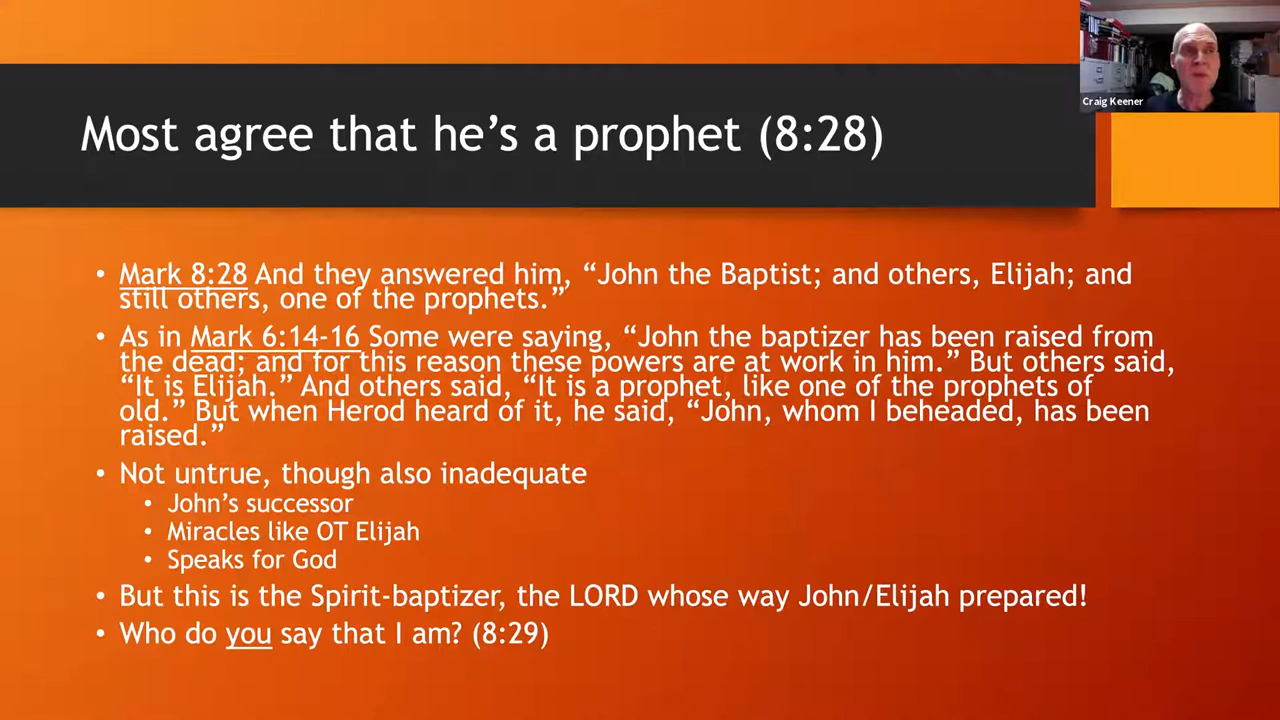 Craig Keener
Most agree that he’s a prophet (8:28)
• Mark 8:28 And they answered him, “John the Baptist; and others, Elijah; and
still others, one of the prophets.”
• As in Mark 6:14-16 Some were saying, “John the baptizer has been raised from
the dead; and for this reason these powers are at work in him.” But others said,
“It is Elijah.” And others said, “It is a prophet, like one of the prophets of
old.” But when Herod heard of it, he said, “John, whom I beheaded, has been
raised.”
• Not untrue, though also inadequate
• John’s successor
• Miracles like OT Elijah
• Speaks for God
• But this is the Spirit-baptizer, the LORD whose way John/Elijah prepared!
• Who do you say that I am? (8:29)